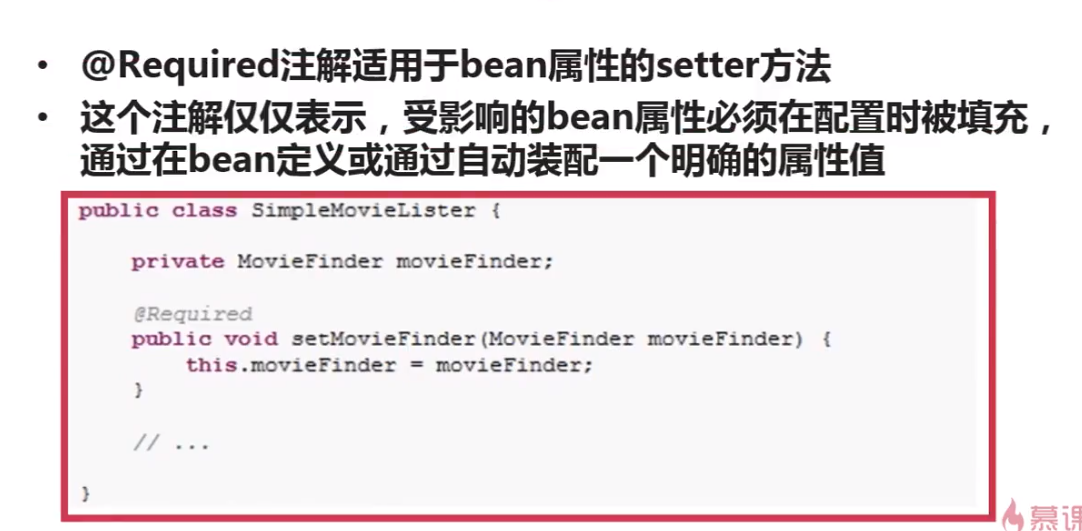 • @Required注解适用于bean属性的setter方法
• 这个注解仅仅表示，受影响的bean属性必须在配置时被填充，
通过在bean定义或通过自动装配一个明确的属性值
public class SimpleMovieLister {
private MovieFinder movieFinder;
@Required
public void setMovieFinder(MovieFinder movieFinder) {
this.movieFinder = movieFinder;
}
// ...
}
慕课